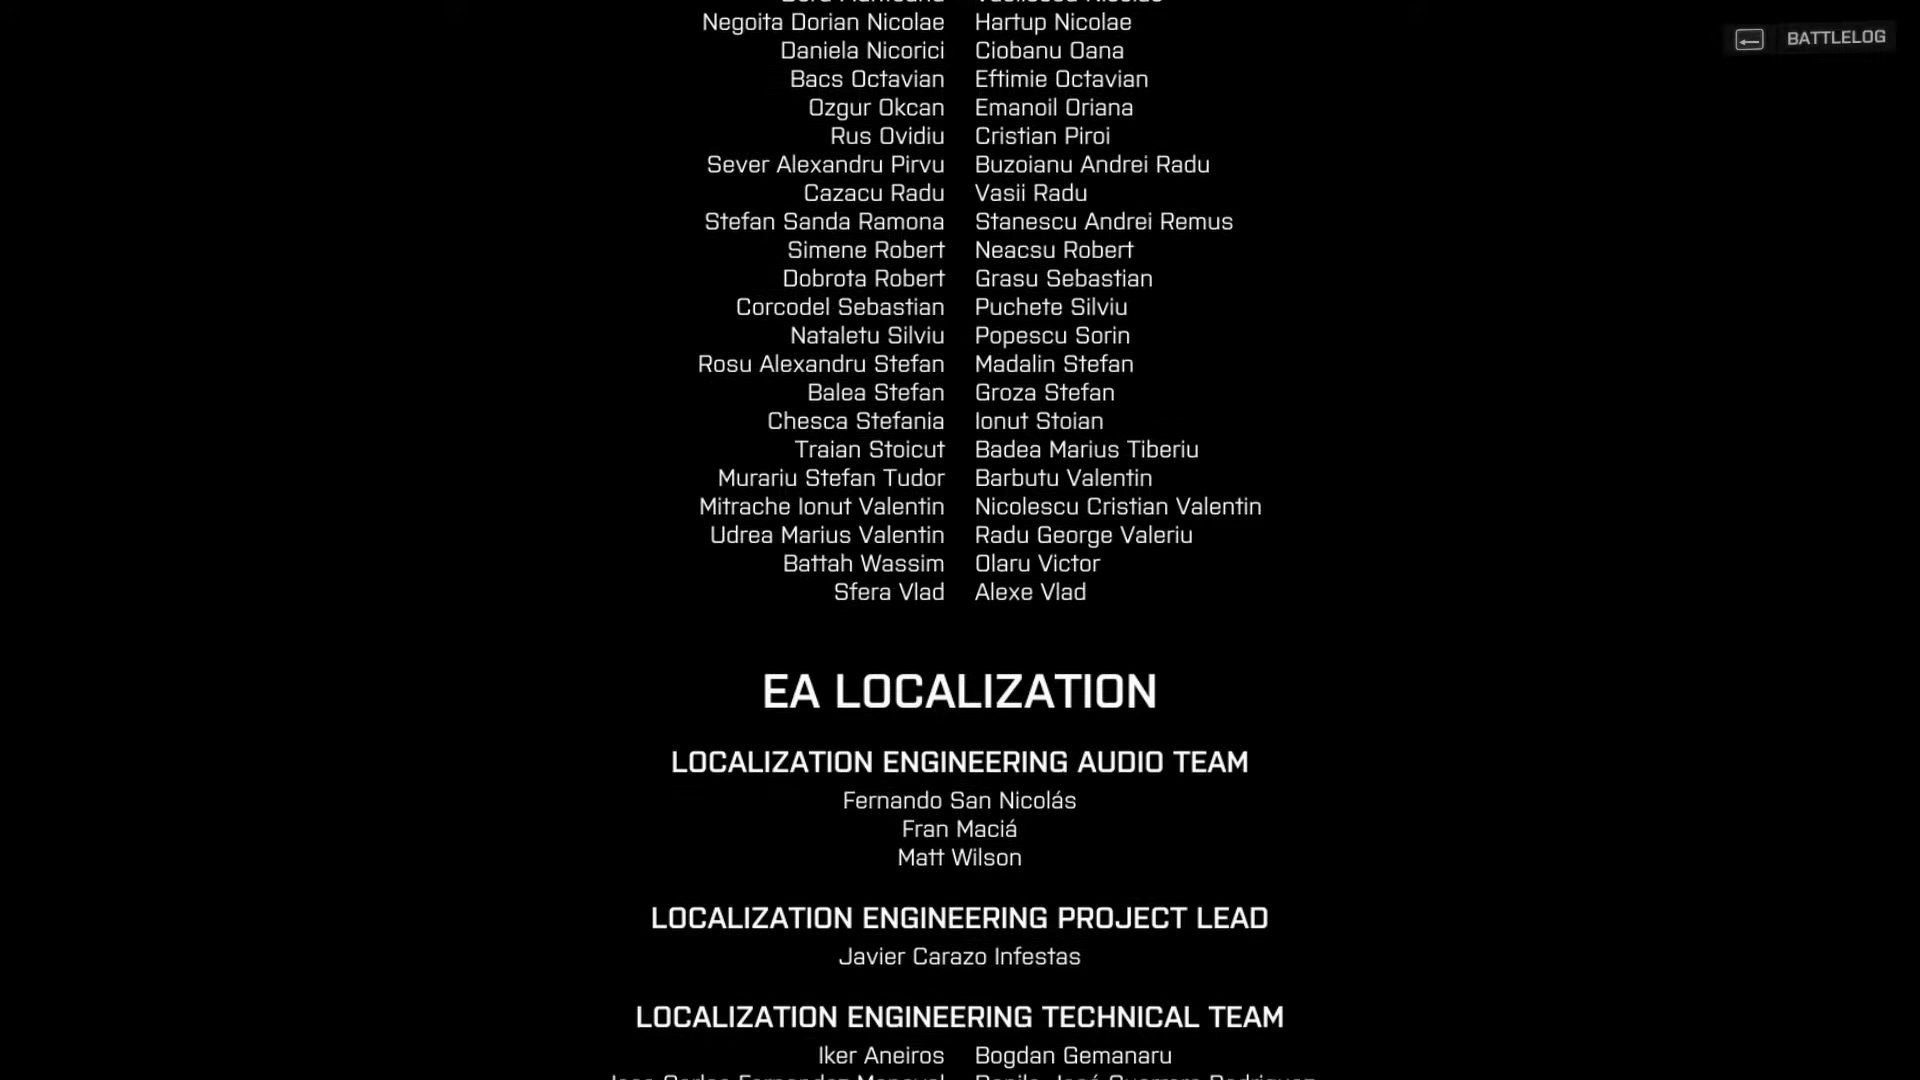 Negoita Dorian Nicolae Hartup Nicolae
BATTLELOG
Daniela Nicorici Ciobanu Oana
Bacs Octavian Eftimie Octavian
Ozgur Okcan Emanoil Oriana
Rus Ovidiu Cristian Piroi
Sever Alexandru Pirvu Buzoianu Andrei Radu
Cazacu Radu Vasii Radu
Stefan Sanda Ramona Stanescu Andrei Remus
Simene Robert Neacsu Robert
Dobrota Robert Grasu Sebastian
Corcodel Sebastian Puchete Silviu
Nataletu Silviu Popescu Sorin
Rosu Alexandru Stefan Madalin Stefan
Balea Stefan Groza Stefan
Chesca Stefania Ionut Stoian
Traian Stoicut Badea Marius Tiberiu
Murariu Stefan Tudor Barbutu Valentin
Mitrache Ionut Valentin Nicolescu Cristian Valentin
Udrea Marius Valentin Radu George Valeriu
Battah Wassim Olaru Victor
Sfera Vlad Alexe Vlad
EA LOCALIZATION
LOCALIZATION ENGINEERING AUDIO TEAM
Fernando San Nicolás
Fran Maciá
Matt Wilson
LOCALIZATION ENGINEERING PROJECT LEAD
Javier Carazo Infestas
LOCALIZATION ENGINEERING TECHNICAL TEAM
Iker Aneiros Bogdan Gemanaru